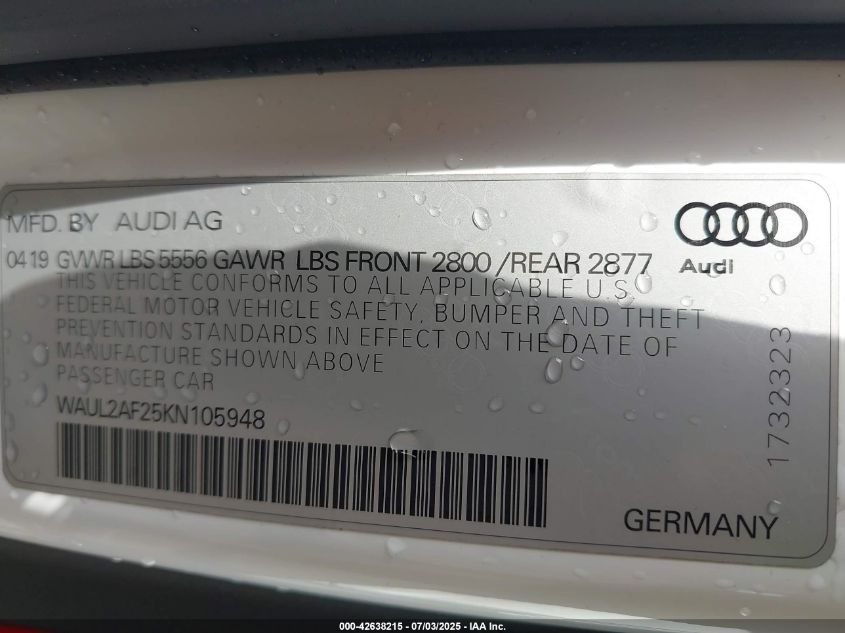 MFD. BY AUDI AG
0419 GVWR LBS 5556 GAWR LBS FRONT 2800 /REAR 2877
Audi
THIS VEHICLE CONFORMS TO ALL APPLICABLE U.S.
FEDERAL MOTOR VEHICLE SAFETY, BUMPER AND THEFT
PREVENTION STANDARDS IN EFFECT ON THE DATE OF
MANUFACTURE SHOWN ABOVE
PASSENGER CAR
WAUL2AF25KN105948
1732323
GERMANY
000-42638215 - 07/03/2025 - IAA Inc.